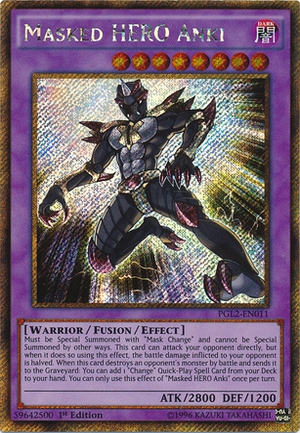 MASKED HERO ANKI
DARK
闇
PGL2-EN011
[WARRIOR / FUSION / EFFECT]
Must be Special Summoned with "Mask Change" and cannot be Special
Summoned by other ways. This card can attack your opponent directly, but
when it does so using this effect, the battle damage inflicted to your opponent
is halved. When this card destroys an opponent's monster by battle and sends
it to the Graveyard: You can add 1 "Change" Quick-Play Spell Card from your Deck
to your hand. You can only use this effect of "Masked HERO Anki" once per turn.
ATK/2800 DEF/1200
59642500 1st Edition ©1996 KAZUKI TAKAHASHI